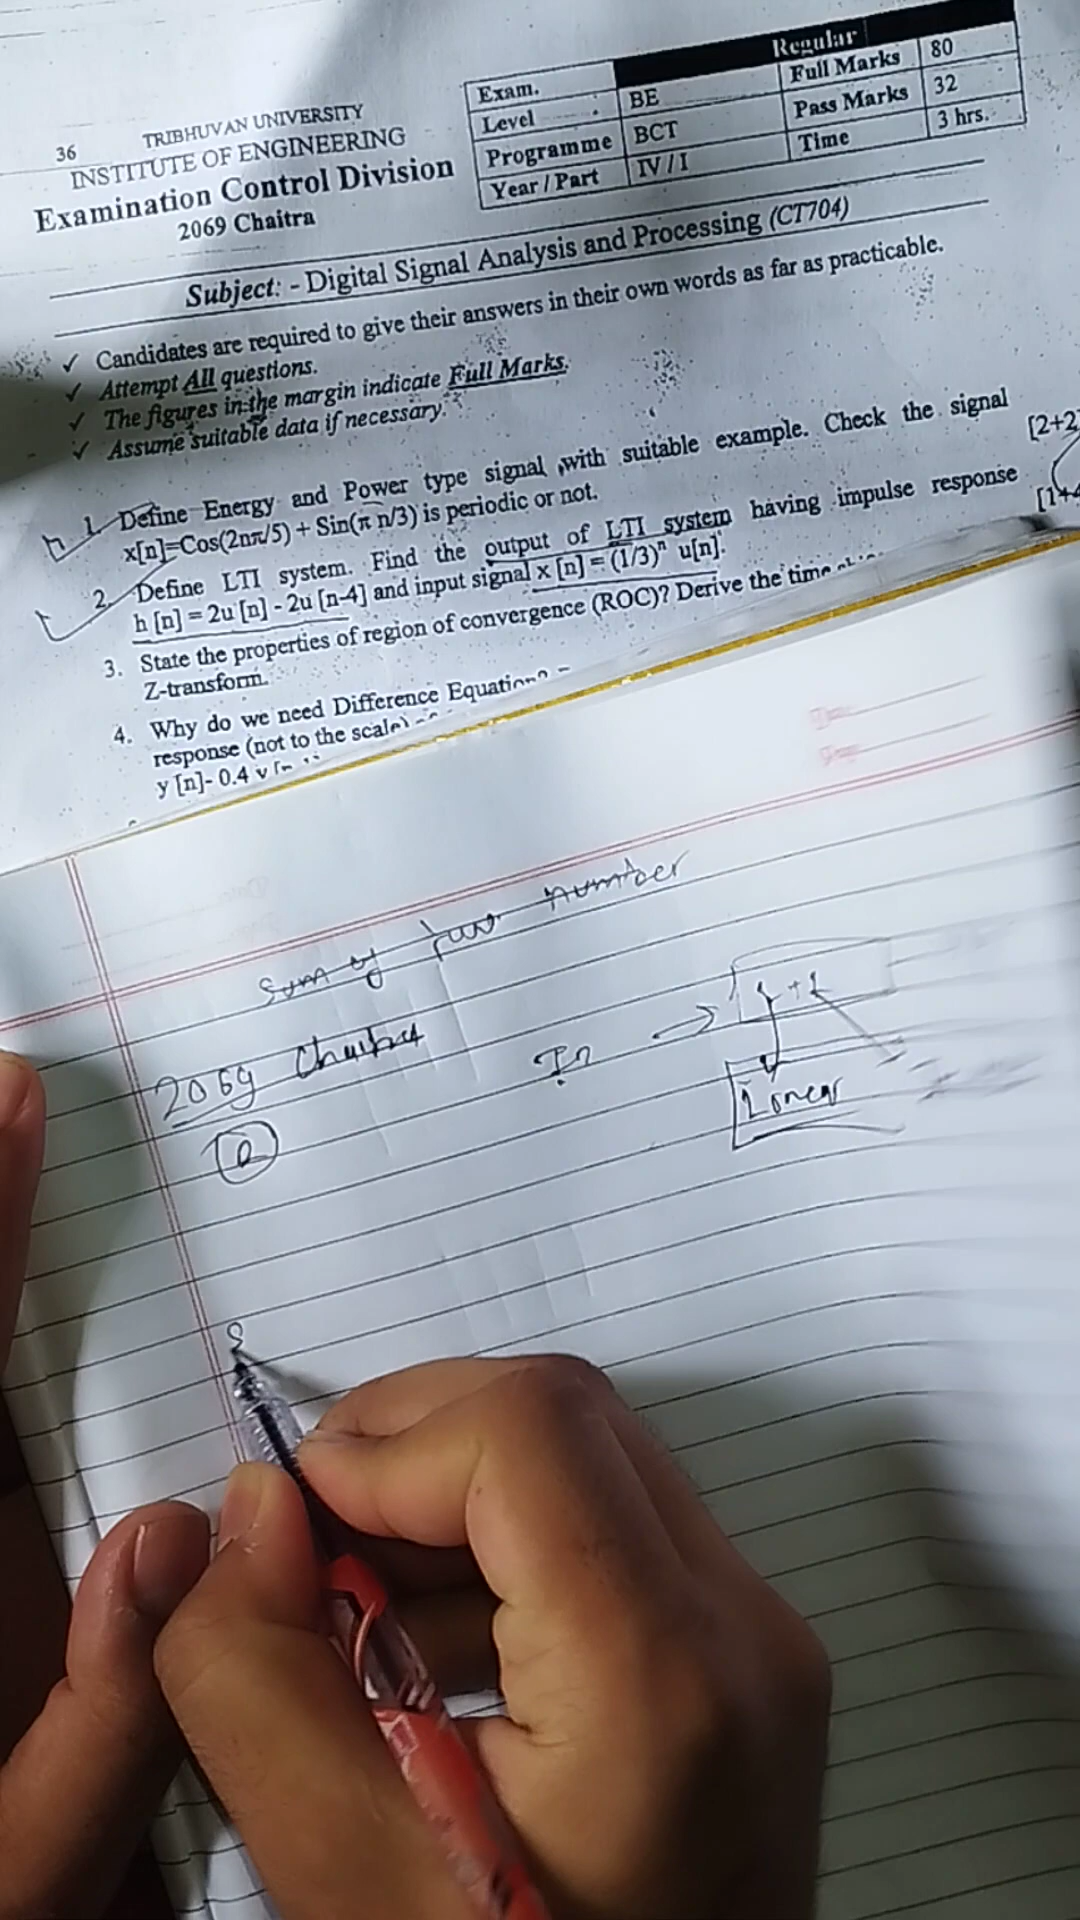 36
TRIBHUVAN UNIVERSITY
INSTITUTE OF ENGINEERING
Examination Control Division
2069 Chaitra
Exam. Regular
Level BE Full Marks 80
Programme BCT Pass Marks 32
Year / Part IV / I Time 3 hrs.
Subject: - Digital Signal Analysis and Processing (CT704)
✓ Candidates are required to give their answers in their own words as far as practicable.
✓ Attempt All questions.
✓ The figures in the margin indicate Full Marks.
✓ Assume suitable data if necessary.
1. Define Energy and Power type signal with suitable example. Check the signal [2+2
x[n]=Cos(2nπ/5) + Sin(π n/3) is periodic or not.
2. Define LTI system. Find the output of LTI system having impulse response [1+4
h [n] = 2u [n] - 2u [n-4] and input signal x [n] = (1/3)ⁿ u[n].
3. State the properties of region of convergence (ROC)? Derive the time
Z-transform.
4. Why do we need Difference Equation?
response (not to the scale)
y [n]- 0.4 y
sum of two number
2069
In
Linear